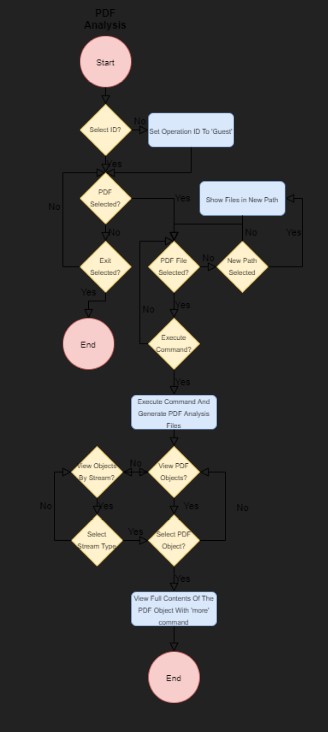 PDF
Analysis
Start
Select ID?
No
Set Operation ID To 'Guest'
Yes
PDF
Selected?
Yes
Show Files in New Path
No
No
No
Yes
Exit
Selected?
PDF File
Selected?
No
New Path
Selected
Yes
Yes
No
End
Execute
Command?
Yes
Execute Command And
Generate PDF Analysis
Files
View Objects
By Stream?
No
View PDF
Objects?
No
Yes
Yes
No
Select
Stream Type
Yes
Select PDF
Object?
Yes
View Full Contents Of The
PDF Object With 'more'
command
End